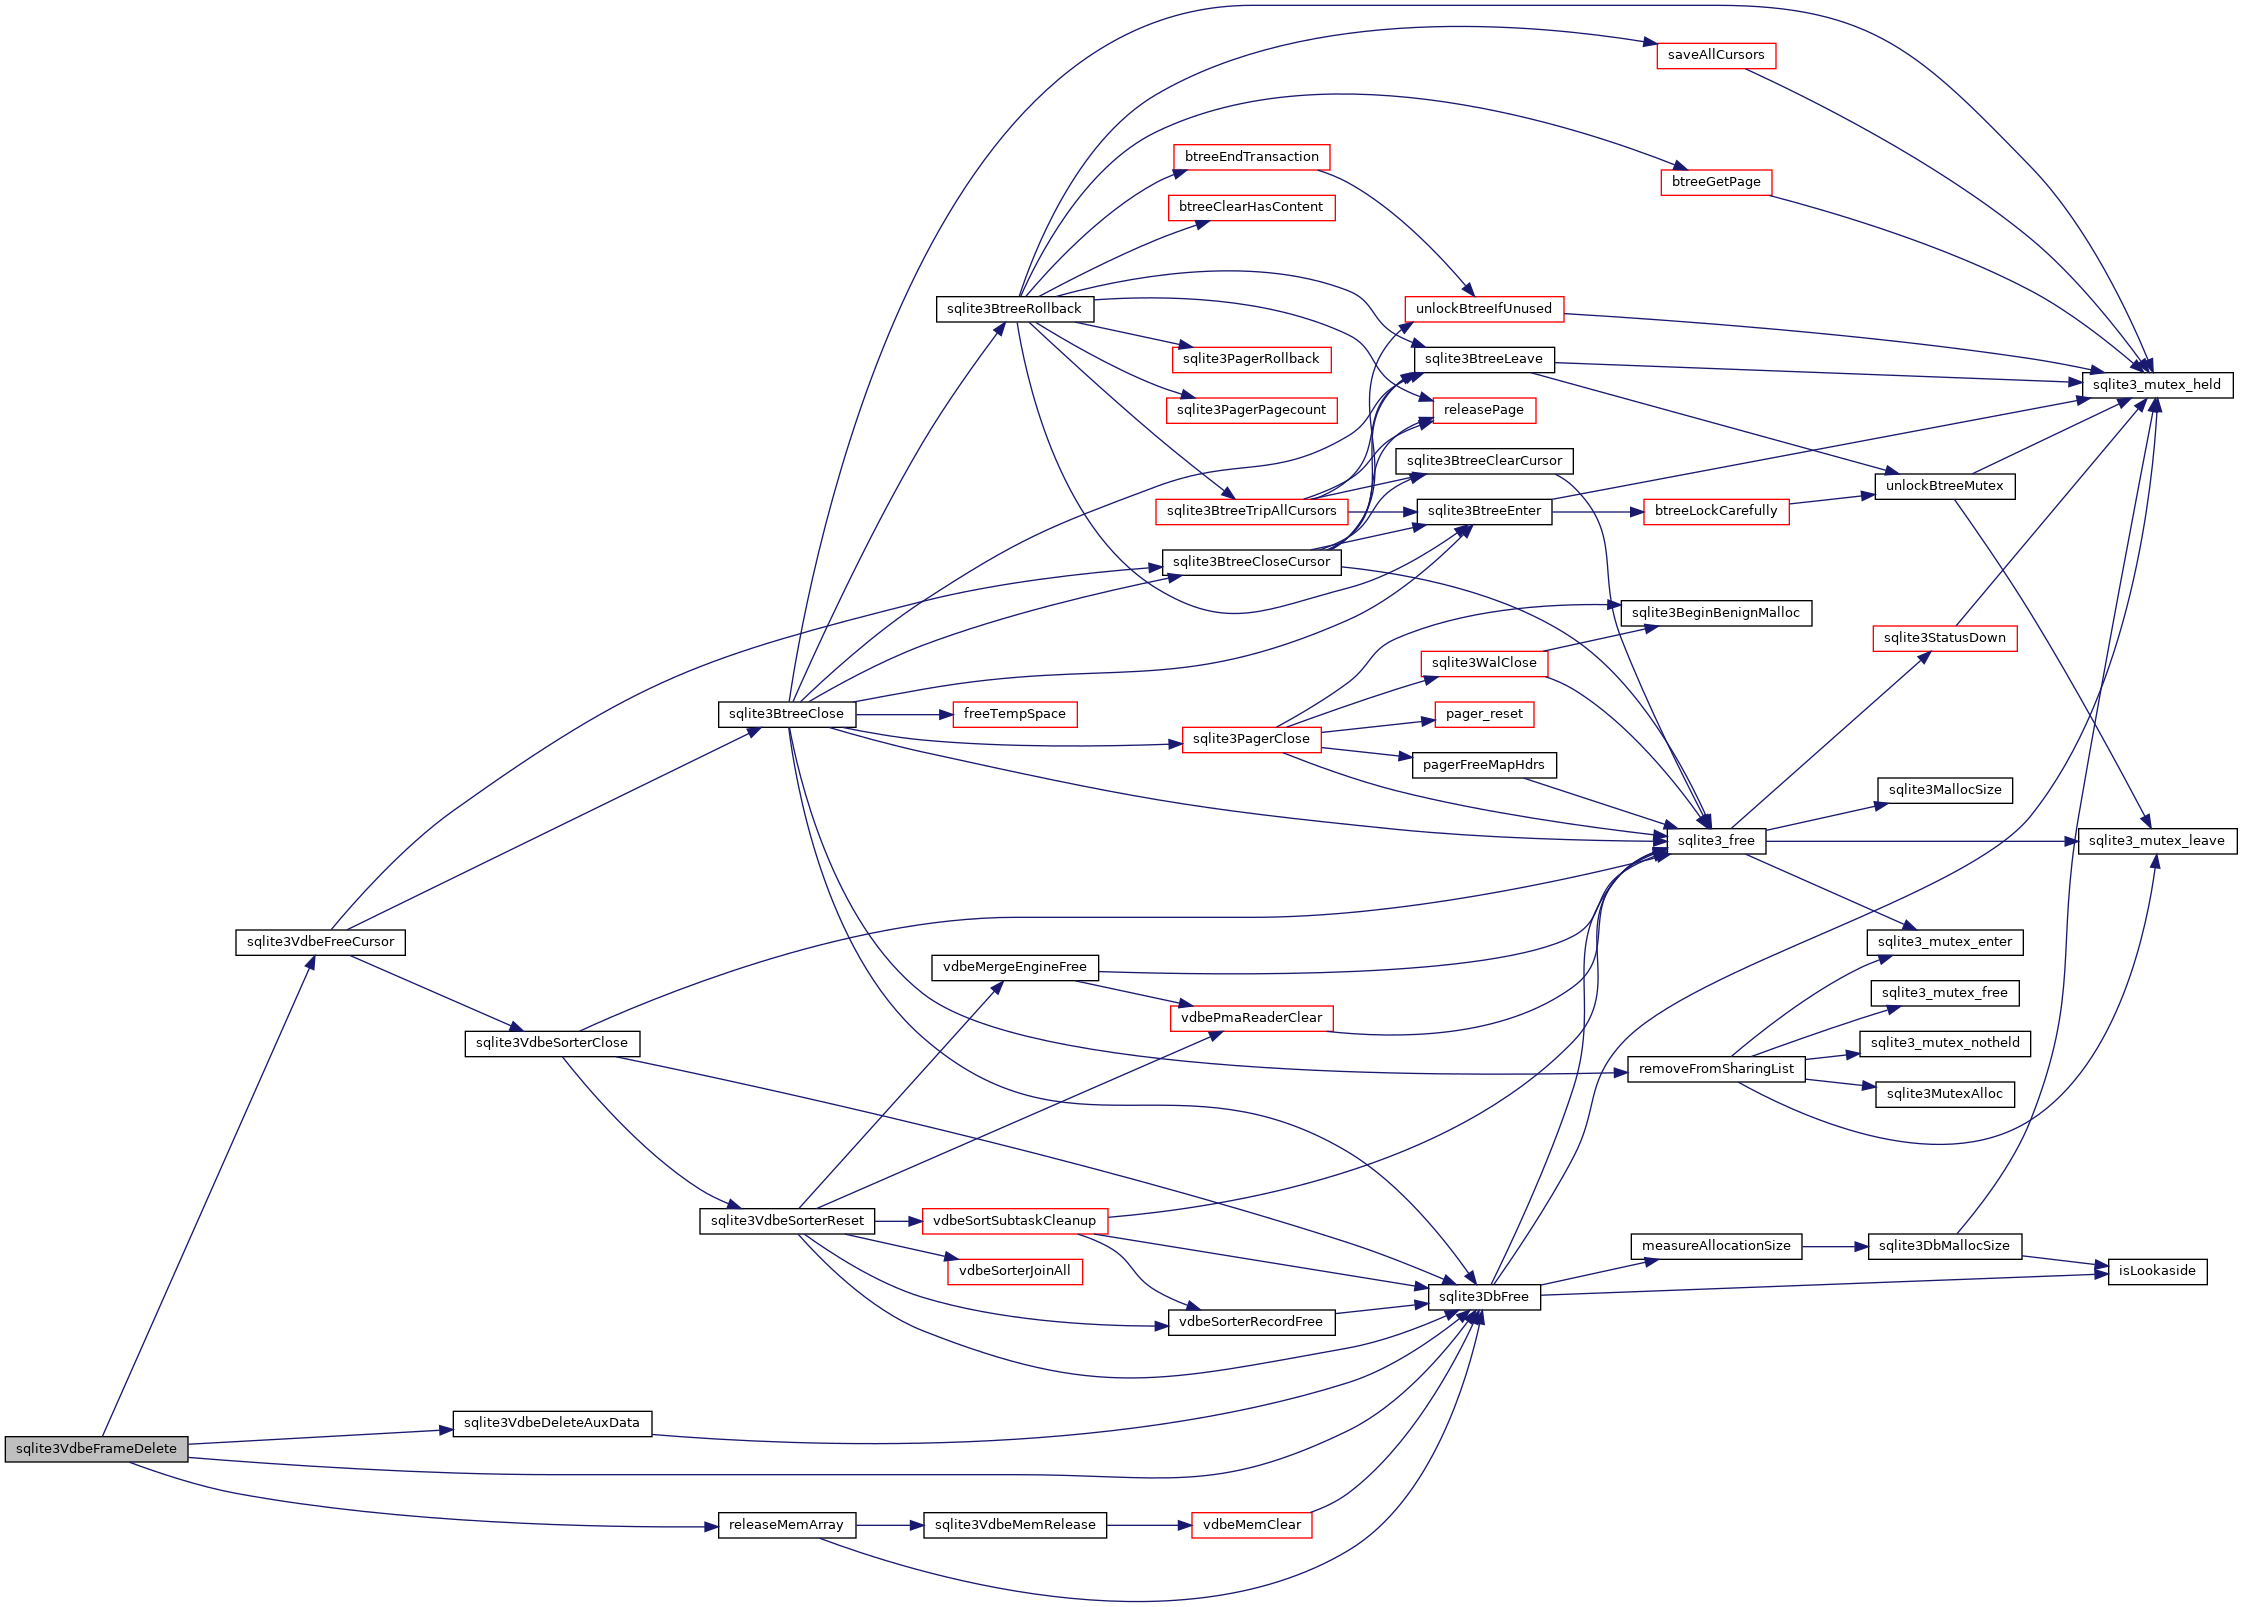 saveAllCursors
btreeEndTransaction
btreeGetPage
btreeClearHasContent
sqlite3BtreeRollback
unlockBtreeIfUnused
sqlite3PagerRollback
sqlite3BtreeLeave
sqlite3_mutex_held
sqlite3PagerPagecount
releasePage
sqlite3BtreeClearCursor
unlockBtreeMutex
sqlite3BtreeTripAllCursors
sqlite3BtreeEnter
btreeLockCarefully
sqlite3BtreeCloseCursor
sqlite3BeginBenignMalloc
sqlite3StatusDown
sqlite3WalClose
sqlite3BtreeClose
freeTempSpace
pager_reset
sqlite3PagerClose
pagerFreeMapHdrs
sqlite3MallocSize
sqlite3_free
sqlite3_mutex_leave
sqlite3VdbeFreeCursor
sqlite3_mutex_enter
vdbeMergeEngineFree
sqlite3_mutex_free
vdbePmaReaderClear
sqlite3VdbeSorterClose
sqlite3_mutex_notheld
removeFromSharingList
sqlite3MutexAlloc
sqlite3VdbeSorterReset
vdbeSortSubtaskCleanup
measureAllocationSize
sqlite3DbMallocSize
vdbeSorterJoinAll
isLookaside
sqlite3DbFree
vdbeSorterRecordFree
sqlite3VdbeDeleteAuxData
sqlite3VdbeFrameDelete
releaseMemArray
sqlite3VdbeMemRelease
vdbeMemClear